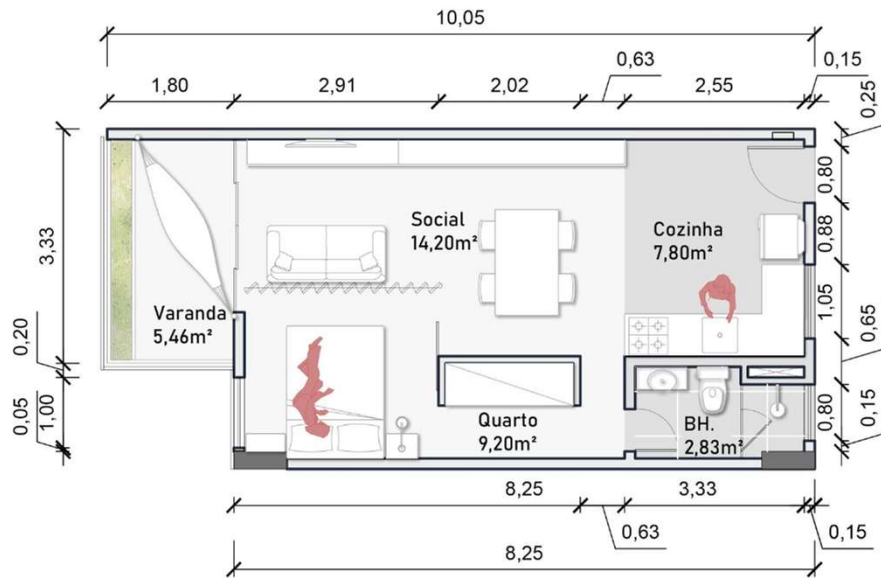 10,05
0,63
0,15
1,80
2,91
2,02
2,55
0,25
0,80
0,88
1,05
0,65
0,80
0,15
3,33
0,20
0,05
1,00
Social
14,20m²
Cozinha
7,80m²
Varanda
5,46m²
Quarto
9,20m²
BH.
2,83m²
8,25
3,33
0,63
0,15
8,25